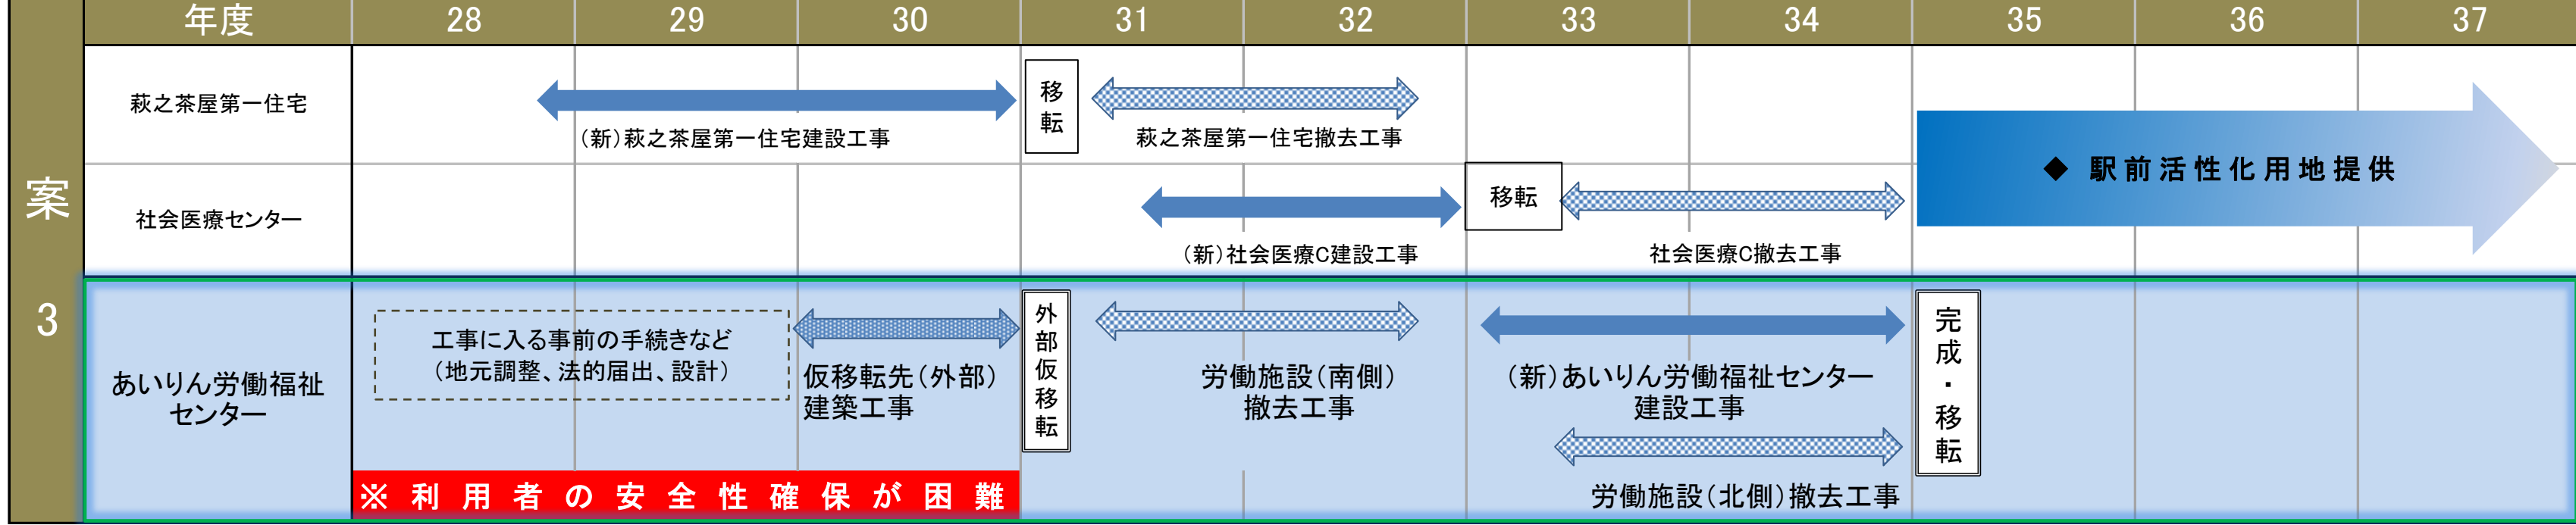 年度 28 29 30 31 32 33 34 35 36 37
案
3
萩之茶屋第一住宅
(新)萩之茶屋第一住宅建設工事
移
転
萩之茶屋第一住宅撤去工事
◆ 駅前活性化用地提供
社会医療センター
(新)社会医療C建設工事
移転
社会医療C撤去工事
あいりん労働福祉
センター
工事に入る事前の手続きなど
(地元調整、法的届出、設計)
仮移転先(外部)
建築工事
外
部
仮
移
転
労働施設(南側)
撤去工事
(新)あいりん労働福祉センター
建設工事
労働施設(北側)撤去工事
完
成
・
移
転
※利用者の安全性確保が困難